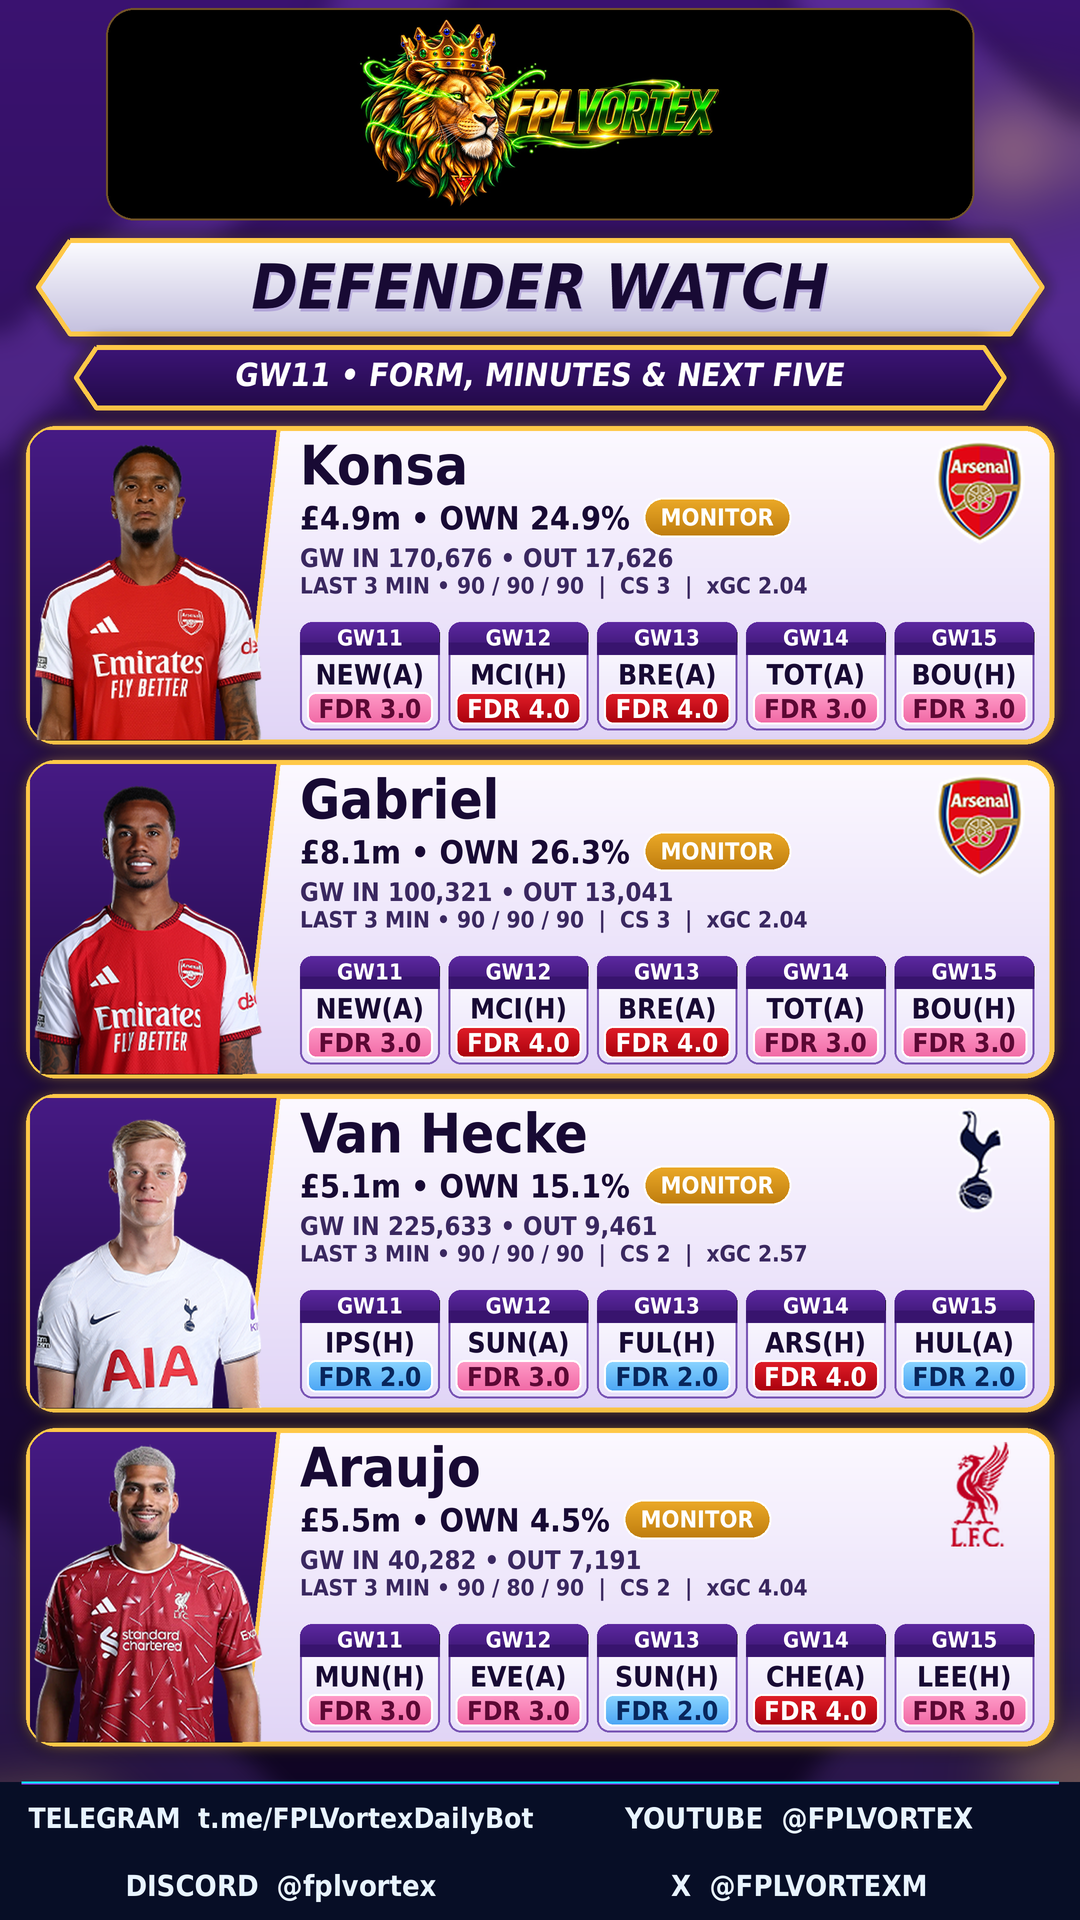 FPLVORTEX
DEFENDER WATCH
GW11 • FORM, MINUTES & NEXT FIVE
Konsa
Arsenal
£4.9m • OWN 24.9% MONITOR
GW IN 170,676 • OUT 17,626
LAST 3 MIN • 90 / 90 / 90 | CS 3 | xGC 2.04
Emirates
FLY BETTER
GW11 GW12 GW13 GW14 GW15
NEW(A) MCI(H) BRE(A) TOT(A) BOU(H)
FDR 3.0 FDR 4.0 FDR 4.0 FDR 3.0 FDR 3.0
Gabriel
Arsenal
£8.1m • OWN 26.3% MONITOR
GW IN 100,321 • OUT 13,041
LAST 3 MIN • 90 / 90 / 90 | CS 3 | xGC 2.04
Emirates
FLY BETTER
GW11 GW12 GW13 GW14 GW15
NEW(A) MCI(H) BRE(A) TOT(A) BOU(H)
FDR 3.0 FDR 4.0 FDR 4.0 FDR 3.0 FDR 3.0
Van Hecke
£5.1m • OWN 15.1% MONITOR
GW IN 225,633 • OUT 9,461
LAST 3 MIN • 90 / 90 / 90 | CS 2 | xGC 2.57
AIA
GW11 GW12 GW13 GW14 GW15
IPS(H) SUN(A) FUL(H) ARS(H) HUL(A)
FDR 2.0 FDR 3.0 FDR 2.0 FDR 4.0 FDR 2.0
Araujo
L.F.C.
£5.5m • OWN 4.5% MONITOR
GW IN 40,282 • OUT 7,191
LAST 3 MIN • 90 / 80 / 90 | CS 2 | xGC 4.04
standard
chartered
GW11 GW12 GW13 GW14 GW15
MUN(H) EVE(A) SUN(H) CHE(A) LEE(H)
FDR 3.0 FDR 3.0 FDR 2.0 FDR 4.0 FDR 3.0
TELEGRAM t.me/FPLVortexDailyBot YOUTUBE @FPLVORTEX
DISCORD @fplvortex X @FPLVORTEXM